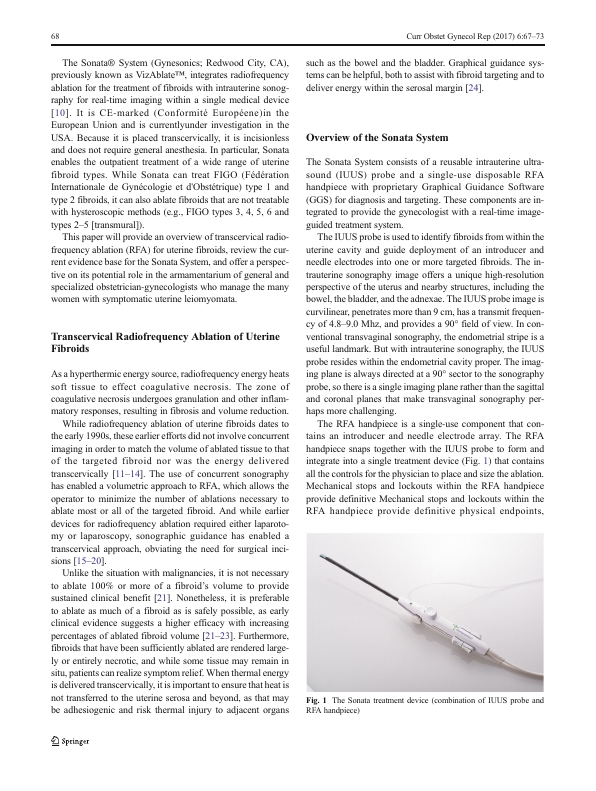 68
Curr Obstet Gynecol Rep (2017) 6:67–73
The Sonata® System (Gynesonics; Redwood City, CA),
previously known as VizAblate™, integrates radiofrequency
ablation for the treatment of fibroids with intrauterine sonog-
raphy for real-time imaging within a single medical device
[10]. It is CE-marked (Conformité Européene)in the
European Union and is currentlyunder investigation in the
USA. Because it is placed transcervically, it is incisionless
and does not require general anesthesia. In particular, Sonata
enables the outpatient treatment of a wide range of uterine
fibroid types. While Sonata can treat FIGO (Fédération
Internationale de Gynécologie et d'Obstétrique) type 1 and
type 2 fibroids, it can also ablate fibroids that are not treatable
with hysteroscopic methods (e.g., FIGO types 3, 4, 5, 6 and
types 2–5 [transmural]).
This paper will provide an overview of transcervical radio-
frequency ablation (RFA) for uterine fibroids, review the cur-
rent evidence base for the Sonata System, and offer a perspec-
tive on its potential role in the armamentarium of general and
specialized obstetrician-gynecologists who manage the many
women with symptomatic uterine leiomyomata.
Transcervical Radiofrequency Ablation of Uterine
Fibroids
As a hyperthermic energy source, radiofrequency energy heats
soft tissue to effect coagulative necrosis. The zone of
coagulative necrosis undergoes granulation and other inflam-
matory responses, resulting in fibrosis and volume reduction.
While radiofrequency ablation of uterine fibroids dates to
the early 1990s, these earlier efforts did not involve concurrent
imaging in order to match the volume of ablated tissue to that
of the targeted fibroid nor was the energy delivered
transcervically [11–14]. The use of concurrent sonography
has enabled a volumetric approach to RFA, which allows the
operator to minimize the number of ablations necessary to
ablate most or all of the targeted fibroid. And while earlier
devices for radiofrequency ablation required either laparoto-
my or laparoscopy, sonographic guidance has enabled a
transcervical approach, obviating the need for surgical inci-
sions [15–20].
Unlike the situation with malignancies, it is not necessary
to ablate 100% or more of a fibroid's volume to provide
sustained clinical benefit [21]. Nonetheless, it is preferable
to ablate as much of a fibroid as is safely possible, as early
clinical evidence suggests a higher efficacy with increasing
percentages of ablated fibroid volume [21–23]. Furthermore,
fibroids that have been sufficiently ablated are rendered large-
ly or entirely necrotic, and while some tissue may remain in
situ, patients can realize symptom relief. When thermal energy
is delivered transcervically, it is important to ensure that heat is
not transferred to the uterine serosa and beyond, as that may
be adhesiogenic and risk thermal injury to adjacent organs
such as the bowel and the bladder. Graphical guidance sys-
tems can be helpful, both to assist with fibroid targeting and to
deliver energy within the serosal margin [24].
Overview of the Sonata System
The Sonata System consists of a reusable intrauterine ultra-
sound (IUUS) probe and a single-use disposable RFA
handpiece with proprietary Graphical Guidance Software
(GGS) for diagnosis and targeting. These components are in-
tegrated to provide the gynecologist with a real-time image-
guided treatment system.
The IUUS probe is used to identify fibroids from within the
uterine cavity and guide deployment of an introducer and
needle electrodes into one or more targeted fibroids. The in-
trauterine sonography image offers a unique high-resolution
perspective of the uterus and nearby structures, including the
bowel, the bladder, and the adnexae. The IUUS probe image is
curvilinear, penetrates more than 9 cm, has a transmit frequen-
cy of 4.8–9.0 Mhz, and provides a 90° field of view. In con-
ventional transvaginal sonography, the endometrial stripe is a
useful landmark. But with intrauterine sonography, the IUUS
probe resides within the endometrial cavity proper. The imag-
ing plane is always directed at a 90° sector to the sonography
probe, so there is a single imaging plane rather than the sagittal
and coronal planes that make transvaginal sonography per-
haps more challenging.
The RFA handpiece is a single-use component that con-
tains an introducer and needle electrode array. The RFA
handpiece snaps together with the IUUS probe to form and
integrate into a single treatment device (Fig. 1) that contains
all the controls for the physician to place and size the ablation.
Mechanical stops and lockouts within the RFA handpiece
provide definitive Mechanical stops and lockouts within the
RFA handpiece provide definitive physical endpoints,
Fig. 1 The Sonata treatment device (combination of IUUS probe and
RFA handpiece)
Springer